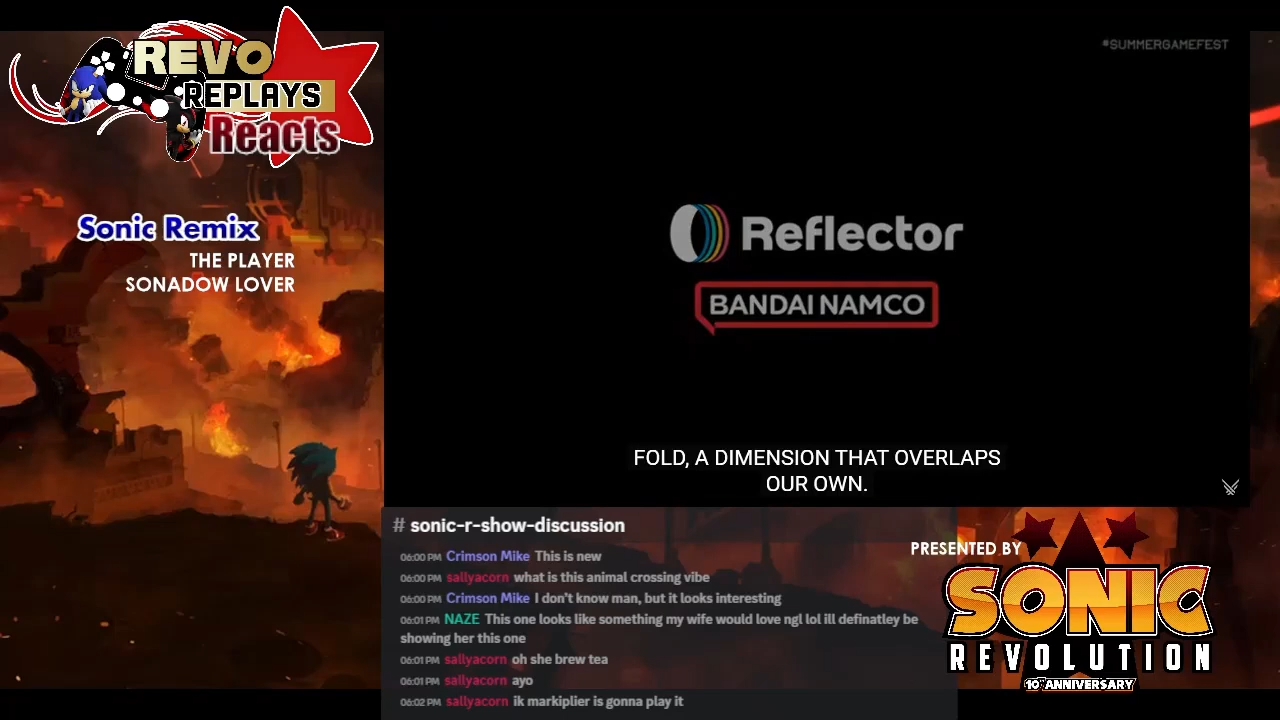 REVO
REPLAYS
Reacts
#SUMMERGAMEFEST
Sonic Remix
THE PLAYER
SONADOW LOVER
Reflector
BANDAI NAMCO
FOLD, A DIMENSION THAT OVERLAPS
OUR OWN.
# sonic-r-show-discussion
06:00 PM Crimson Mike This is new
06:00 PM sallyacorn what is this animal crossing vibe
06:00 PM Crimson Mike I don't know man, but it looks interesting
06:01 PM NAZE This one looks like something my wife would love ngl lol ill definatley be
showing her this one
06:01 PM sallyacorn oh she brew tea
06:01 PM sallyacorn ayo
06:02 PM sallyacorn ik markiplier is gonna play it
PRESENTED BY
SONIC
REVOLUTION
10TH ANNIVERSARY